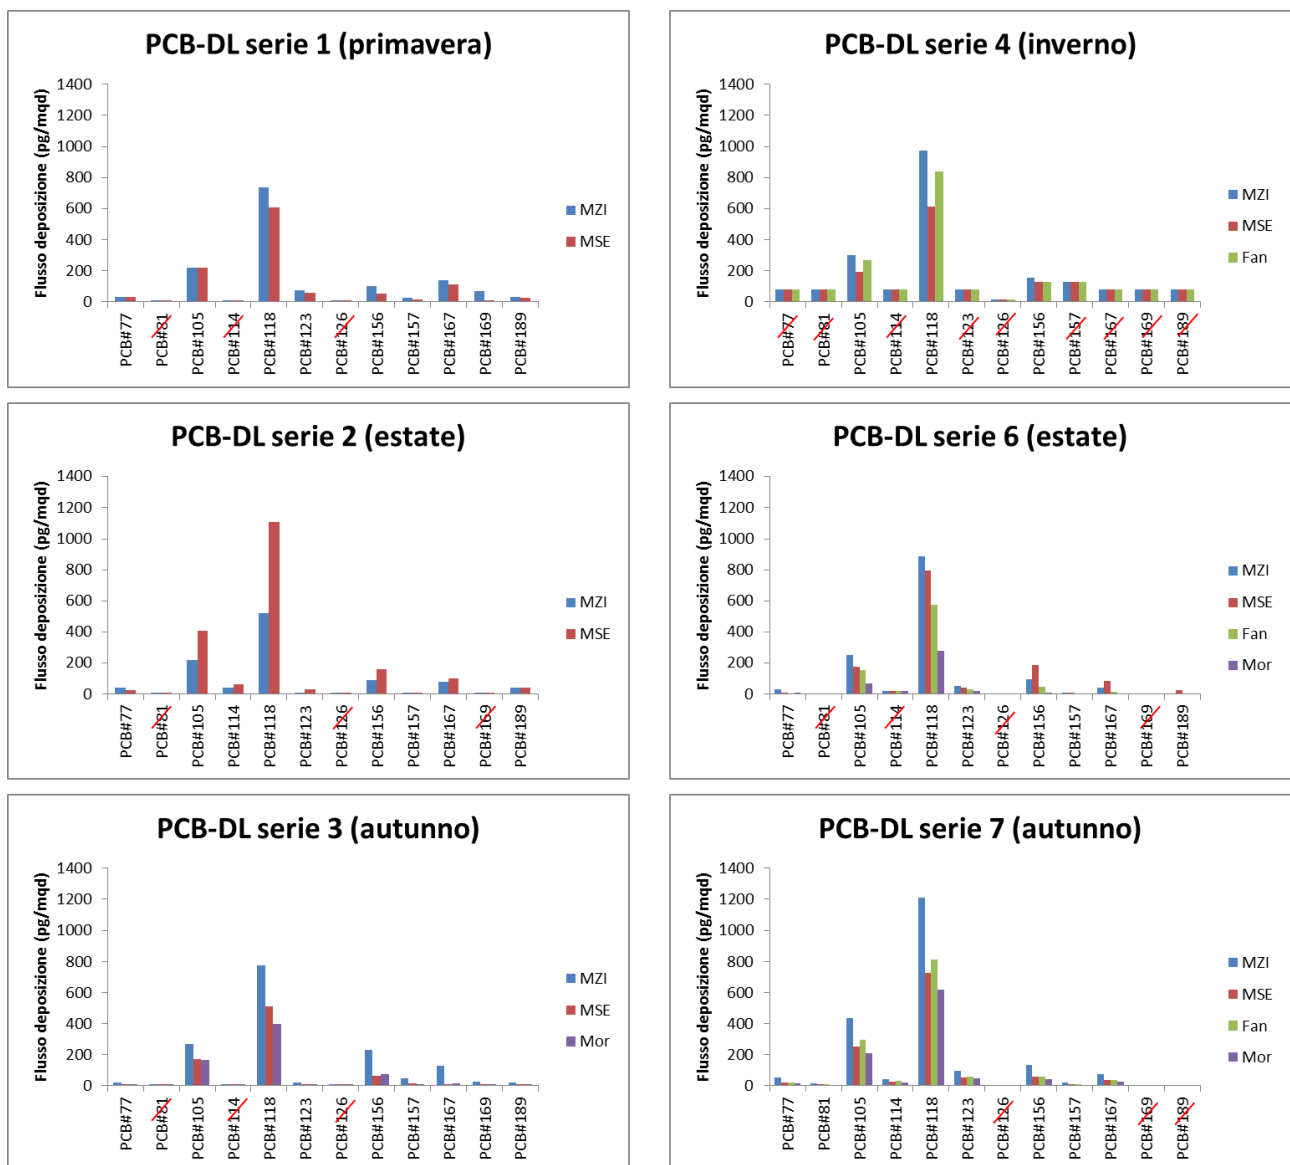 PCB-DL serie 1 (primavera)
Flusso deposizione (pg/mqd)
1400
1200
1000
800
600
400
200
0
PCB#77
PCB#81
PCB#105
PCB#114
PCB#118
PCB#123
PCB#126
PCB#156
PCB#157
PCB#167
PCB#169
PCB#189
MZI
MSE
PCB-DL serie 4 (inverno)
Flusso deposizione (pg/mqd)
1400
1200
1000
800
600
400
200
0
PCB#77
PCB#81
PCB#105
PCB#114
PCB#118
PCB#123
PCB#126
PCB#156
PCB#157
PCB#167
PCB#169
PCB#189
MZI
MSE
Fan
PCB-DL serie 2 (estate)
Flusso deposizione (pg/mqd)
1400
1200
1000
800
600
400
200
0
PCB#77
PCB#81
PCB#105
PCB#114
PCB#118
PCB#123
PCB#126
PCB#156
PCB#157
PCB#167
PCB#169
PCB#189
MZI
MSE
PCB-DL serie 6 (estate)
Flusso deposizione (pg/mqd)
1400
1200
1000
800
600
400
200
0
PCB#77
PCB#81
PCB#105
PCB#114
PCB#118
PCB#123
PCB#126
PCB#156
PCB#157
PCB#167
PCB#169
PCB#189
MZI
MSE
Fan
Mor
PCB-DL serie 3 (autunno)
Flusso deposizione (pg/mqd)
1400
1200
1000
800
600
400
200
0
PCB#77
PCB#81
PCB#105
PCB#114
PCB#118
PCB#123
PCB#126
PCB#156
PCB#157
PCB#167
PCB#169
PCB#189
MZI
MSE
Mor
PCB-DL serie 7 (autunno)
Flusso deposizione (pg/mqd)
1400
1200
1000
800
600
400
200
0
PCB#77
PCB#81
PCB#105
PCB#114
PCB#118
PCB#123
PCB#126
PCB#156
PCB#157
PCB#167
PCB#169
PCB#189
MZI
MSE
Fan
Mor